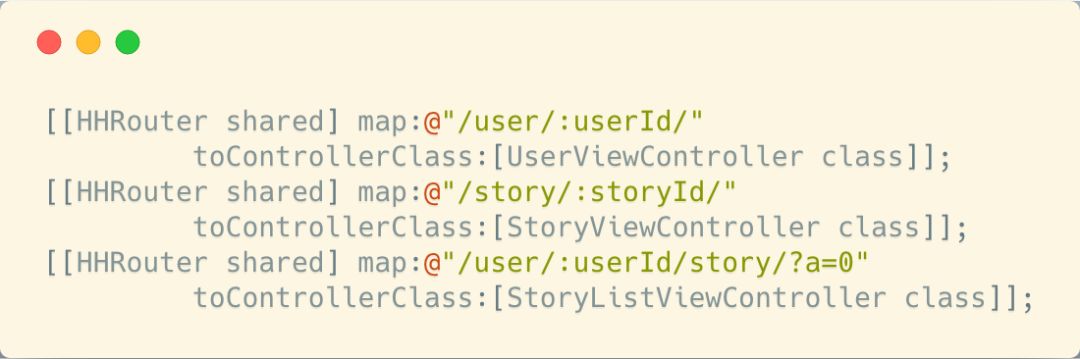 [[HHRouter shared] map:@"/user/:userId/"
toControllerClass:[UserViewController class]];
[[HHRouter shared] map:@"/story/:storyId/"
toControllerClass:[StoryViewController class]];
[[HHRouter shared] map:@"/user/:userId/story/?a=0"
toControllerClass:[StoryListViewController class]];